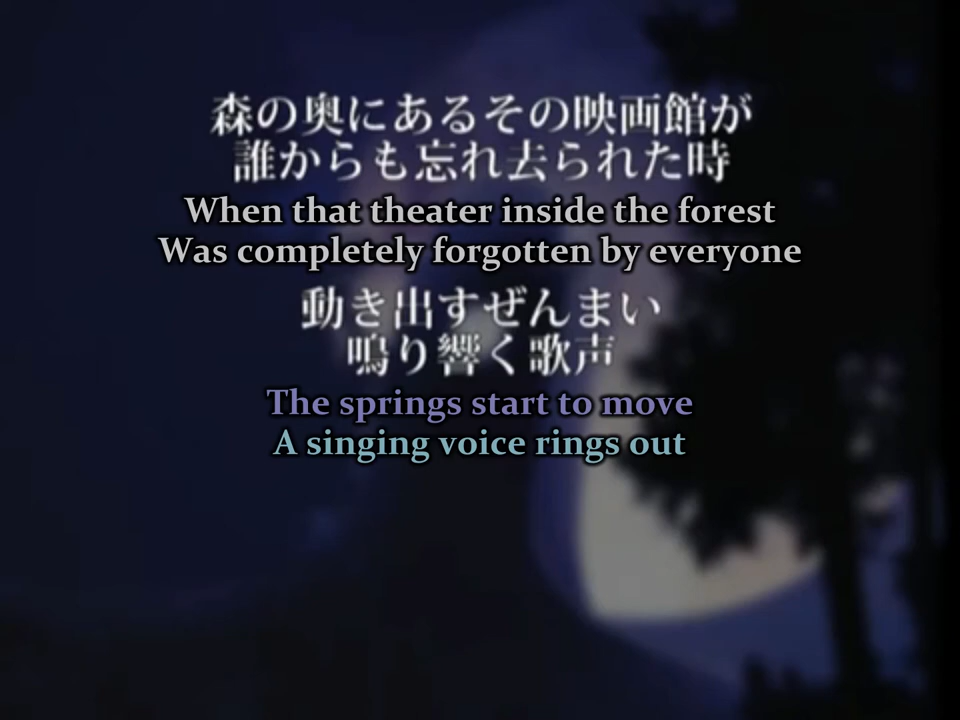 森の奥にあるその映画館が
誰からも忘れ去られた時
When that theater inside the forest
Was completely forgotten by everyone
動き出すぜんまい
鳴り響く歌声
The springs start to move
A singing voice rings out